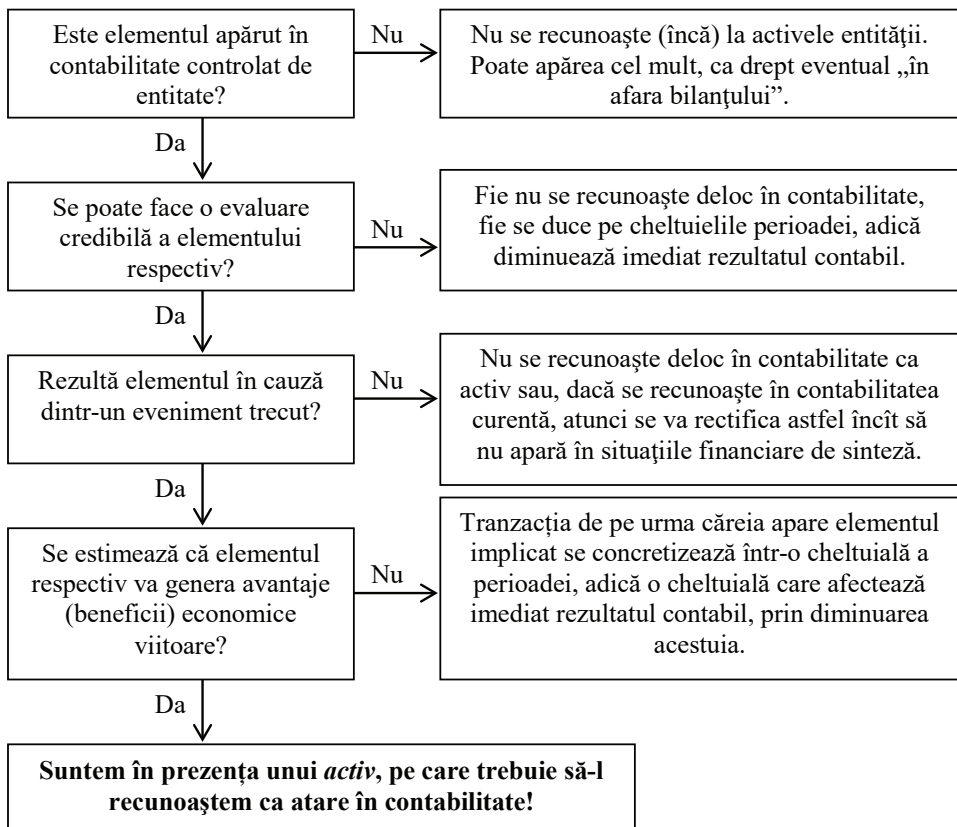 Este elementul apărut în
contabilitate controlat de
entitate?
Nu
Nu se recunoaşte (încă) la activele entităţii.
Poate apărea cel mult, ca drept eventual „în
afara bilanţului”.
Da
Se poate face o evaluare
credibilă a elementului
respectiv?
Nu
Fie nu se recunoaşte deloc în contabilitate,
fie se duce pe cheltuielile perioadei, adică
diminuează imediat rezultatul contabil.
Da
Rezultă elementul în cauză
dintr-un eveniment trecut?
Nu
Nu se recunoaşte deloc în contabilitate ca
activ sau, dacă se recunoaşte în contabilitatea
curentă, atunci se va rectifica astfel încît să
nu apară în situaţiile financiare de sinteză.
Da
Se estimează că elementul
respectiv va genera avantaje
(beneficii) economice
viitoare?
Nu
Tranzacția de pe urma căreia apare elementul
implicat se concretizează într-o cheltuială a
perioadei, adică o cheltuială care afectează
imediat rezultatul contabil, prin diminuarea
acestuia.
Da
Suntem în prezența unui activ, pe care trebuie să-l
recunoaştem ca atare în contabilitate!